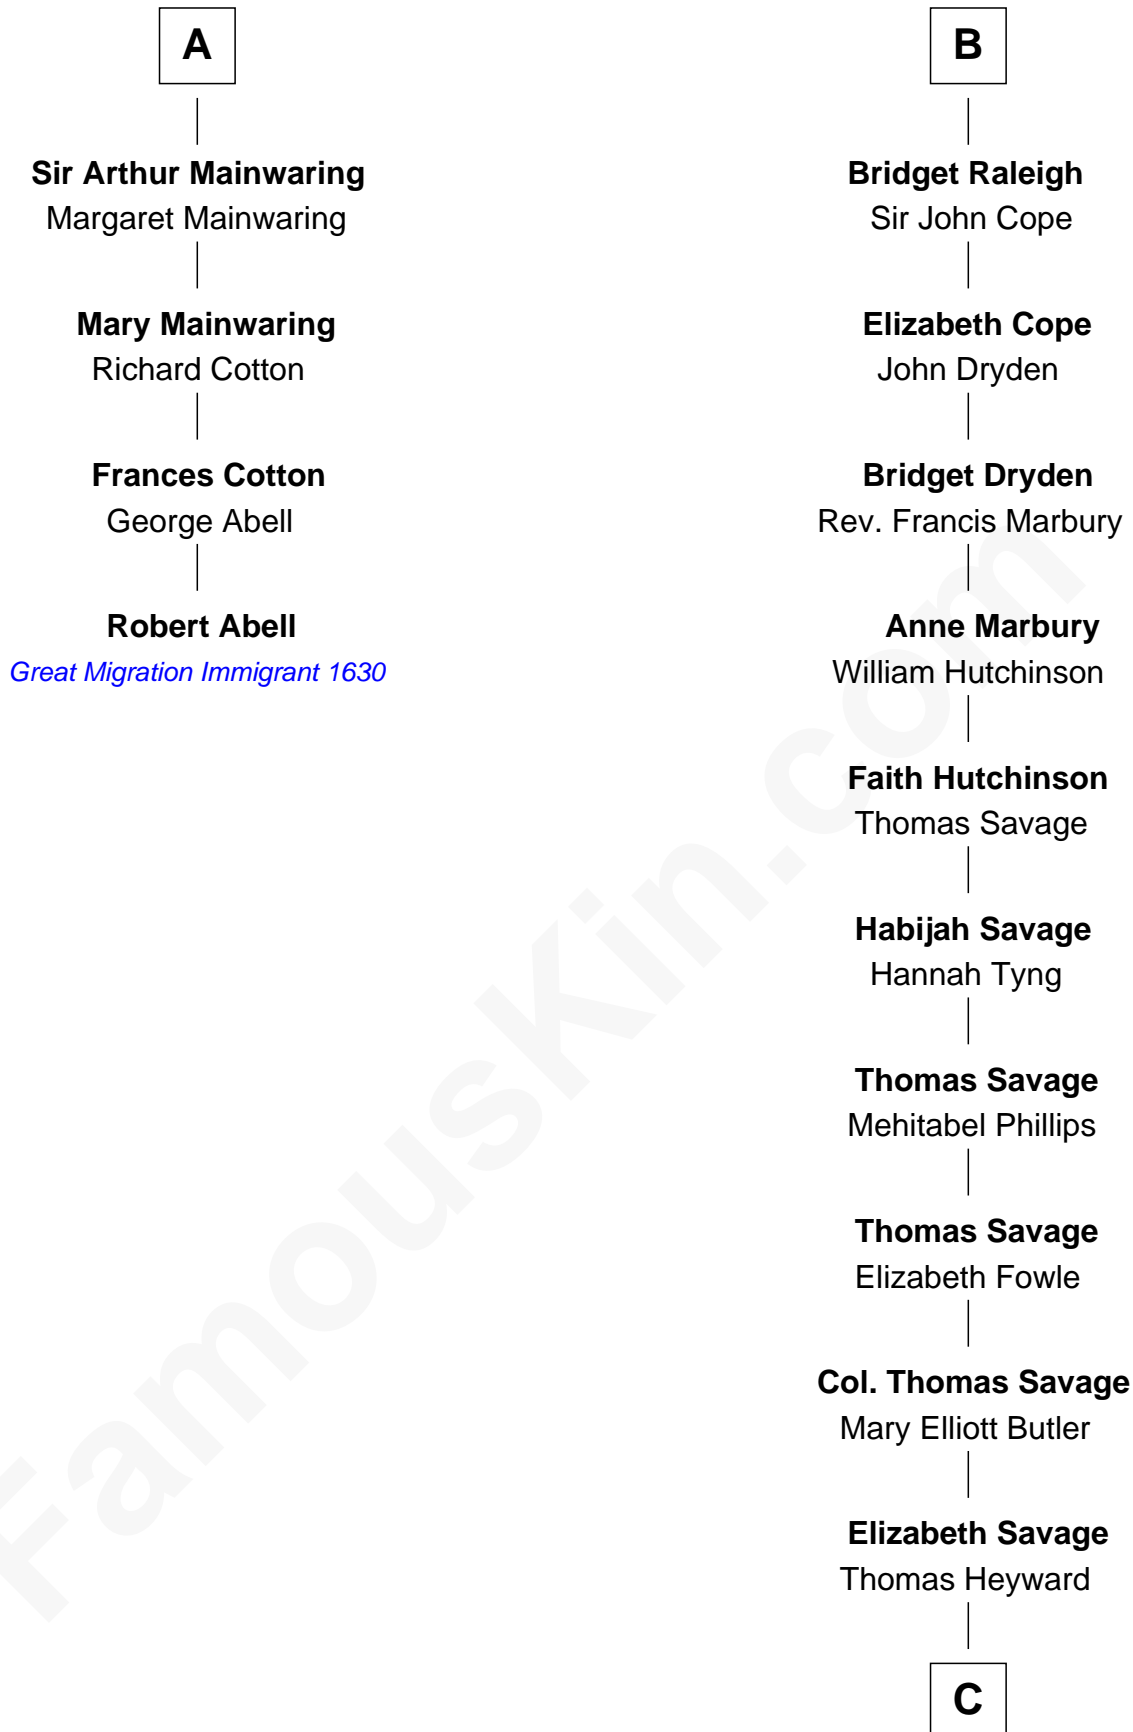 A
Sir Arthur Mainwaring
Margaret Mainwaring
Mary Mainwaring
Richard Cotton
Frances Cotton
George Abell
Robert Abell
Great Migration Immigrant 1630
B
Bridget Raleigh
Sir John Cope
Elizabeth Cope
John Dryden
Bridget Dryden
Rev. Francis Marbury
Anne Marbury
William Hutchinson
Faith Hutchinson
Thomas Savage
Habijah Savage
Hannah Tyng
Thomas Savage
Mehitabel Phillips
Thomas Savage
Elizabeth Fowle
Col. Thomas Savage
Mary Elliott Butler
Elizabeth Savage
Thomas Heyward
C
FamousKin.com